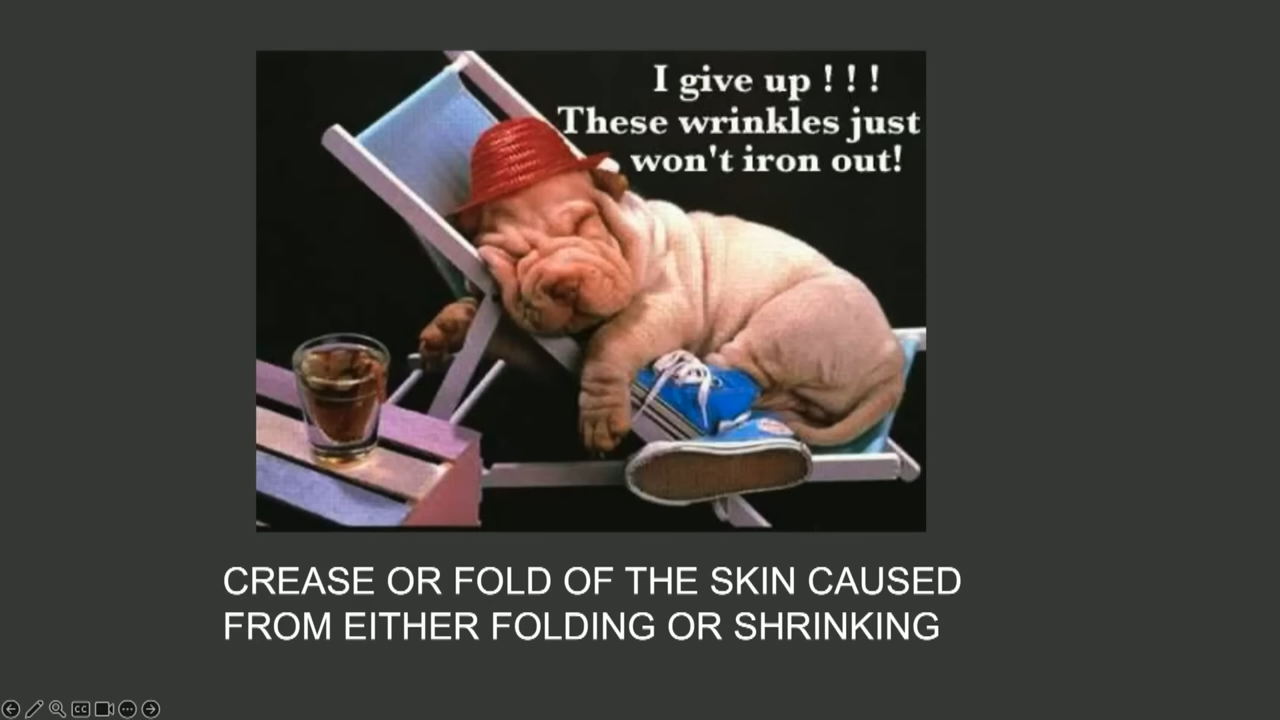 I give up ! ! !
These wrinkles just
won't iron out!
CREASE OR FOLD OF THE SKIN CAUSED
FROM EITHER FOLDING OR SHRINKING
CC